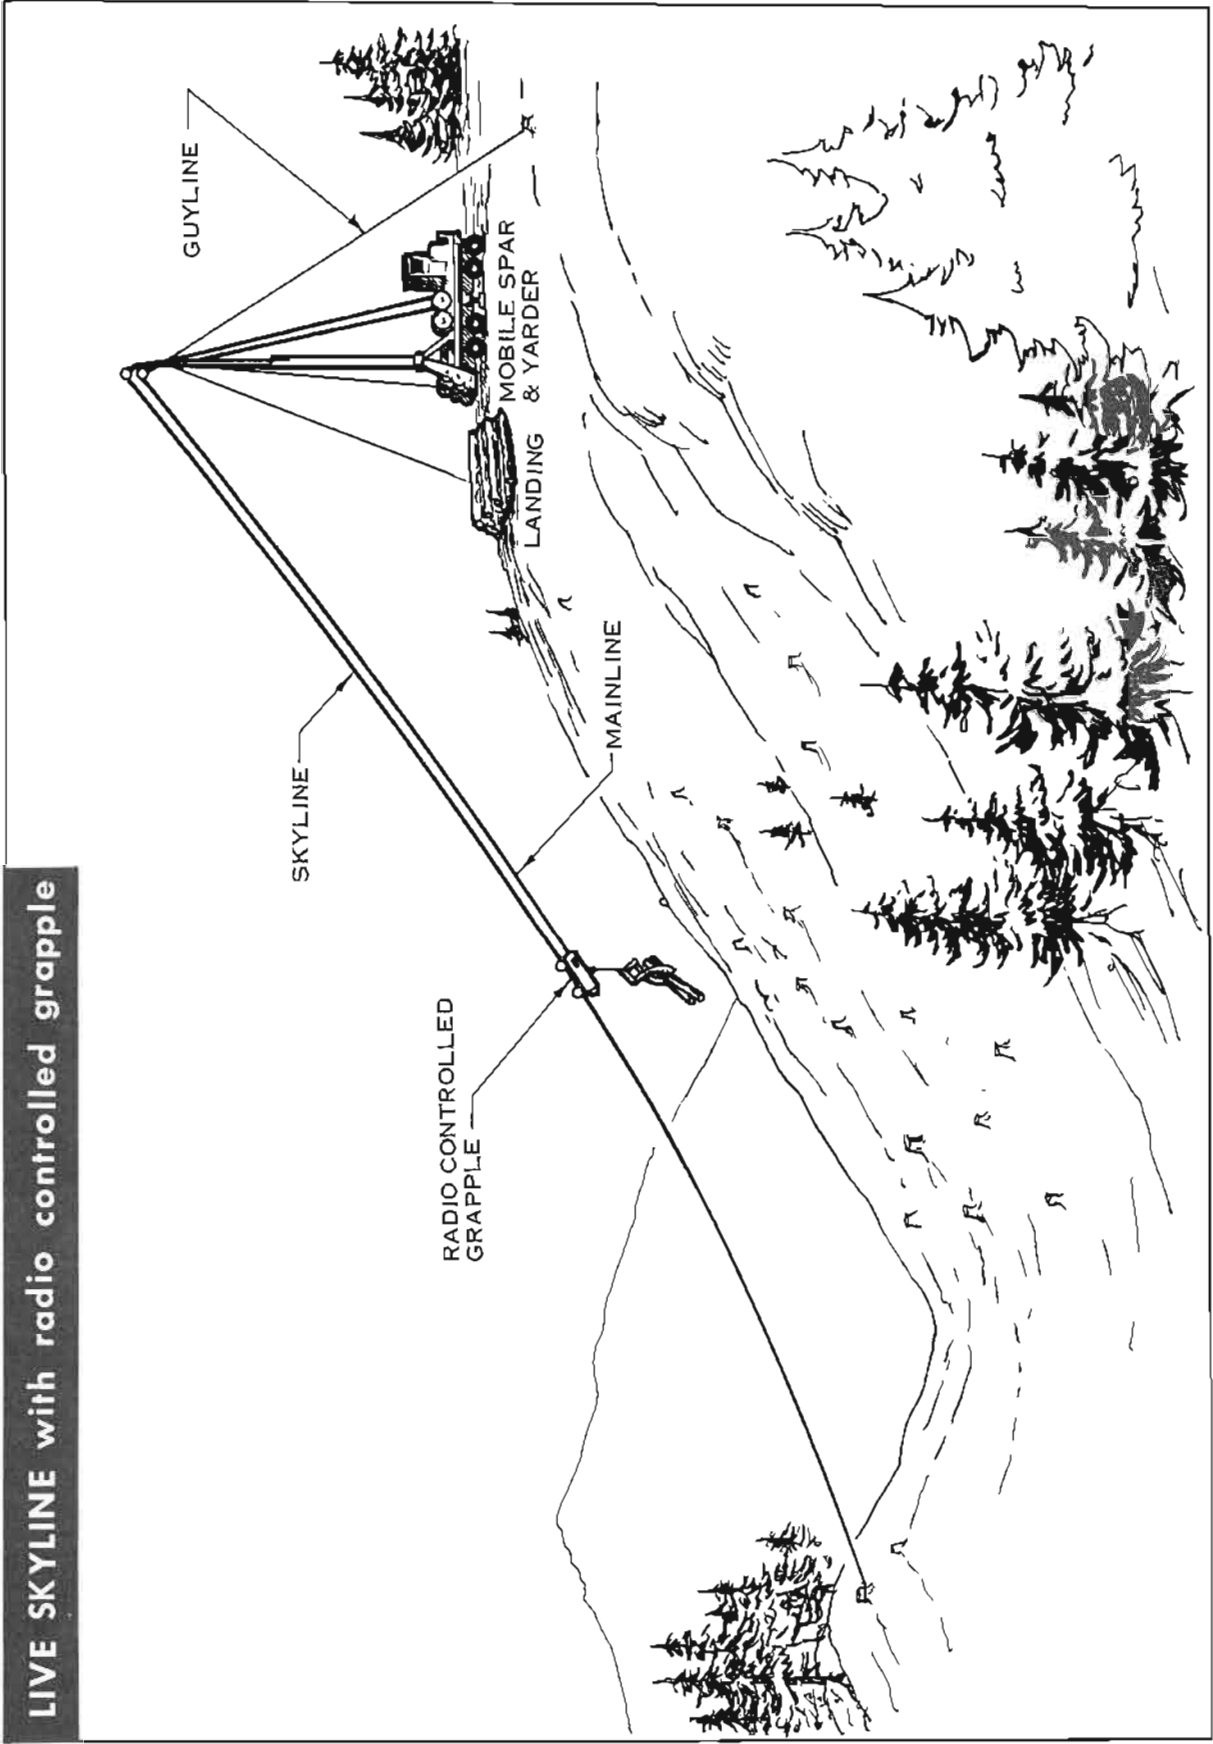 LIVE SKYLINE with radio controlled grapple
GUYLINE
SKYLINE
MOBILE SPAR
& YARDER
LANDING
MAINLINE
RADIO CONTROLLED
GRAPPLE